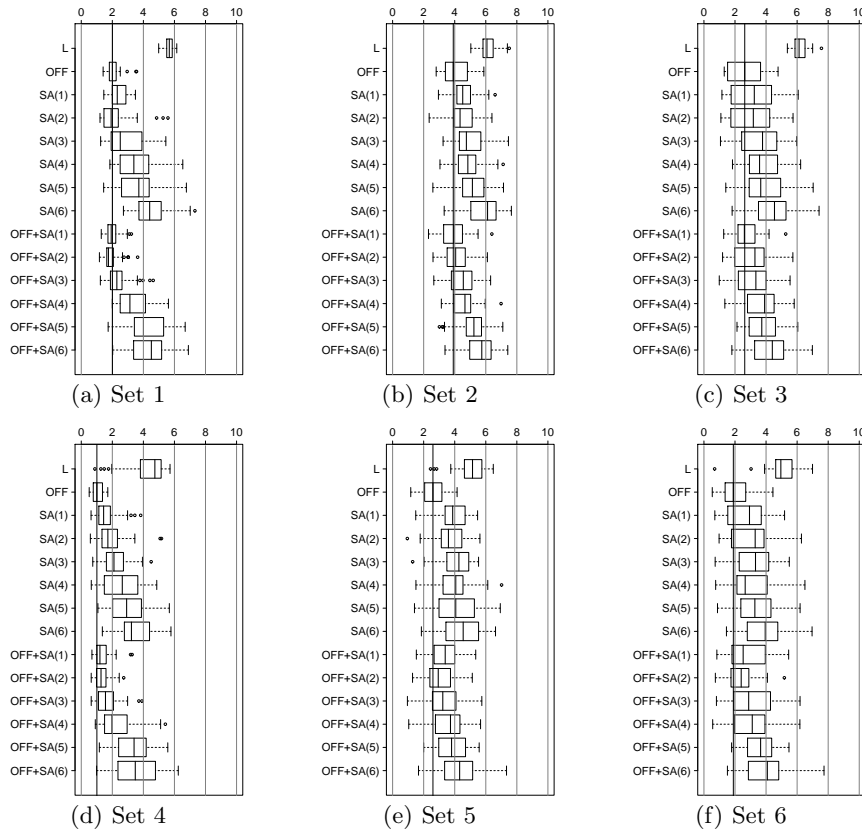 0 2 4 6 8 10
0 2 4 6 8 10
0 2 4 6 8 10
L
OFF
SA(1)
SA(2)
SA(3)
SA(4)
SA(5)
SA(6)
OFF+SA(1)
OFF+SA(2)
OFF+SA(3)
OFF+SA(4)
OFF+SA(5)
OFF+SA(6)
(a) Set 1
L
OFF
SA(1)
SA(2)
SA(3)
SA(4)
SA(5)
SA(6)
OFF+SA(1)
OFF+SA(2)
OFF+SA(3)
OFF+SA(4)
OFF+SA(5)
OFF+SA(6)
(b) Set 2
L
OFF
SA(1)
SA(2)
SA(3)
SA(4)
SA(5)
SA(6)
OFF+SA(1)
OFF+SA(2)
OFF+SA(3)
OFF+SA(4)
OFF+SA(5)
OFF+SA(6)
(c) Set 3
0 2 4 6 8 10
0 2 4 6 8 10
0 2 4 6 8 10
L
OFF
SA(1)
SA(2)
SA(3)
SA(4)
SA(5)
SA(6)
OFF+SA(1)
OFF+SA(2)
OFF+SA(3)
OFF+SA(4)
OFF+SA(5)
OFF+SA(6)
(d) Set 4
L
OFF
SA(1)
SA(2)
SA(3)
SA(4)
SA(5)
SA(6)
OFF+SA(1)
OFF+SA(2)
OFF+SA(3)
OFF+SA(4)
OFF+SA(5)
OFF+SA(6)
(e) Set 5
L
OFF
SA(1)
SA(2)
SA(3)
SA(4)
SA(5)
SA(6)
OFF+SA(1)
OFF+SA(2)
OFF+SA(3)
OFF+SA(4)
OFF+SA(5)
OFF+SA(6)
(f) Set 6